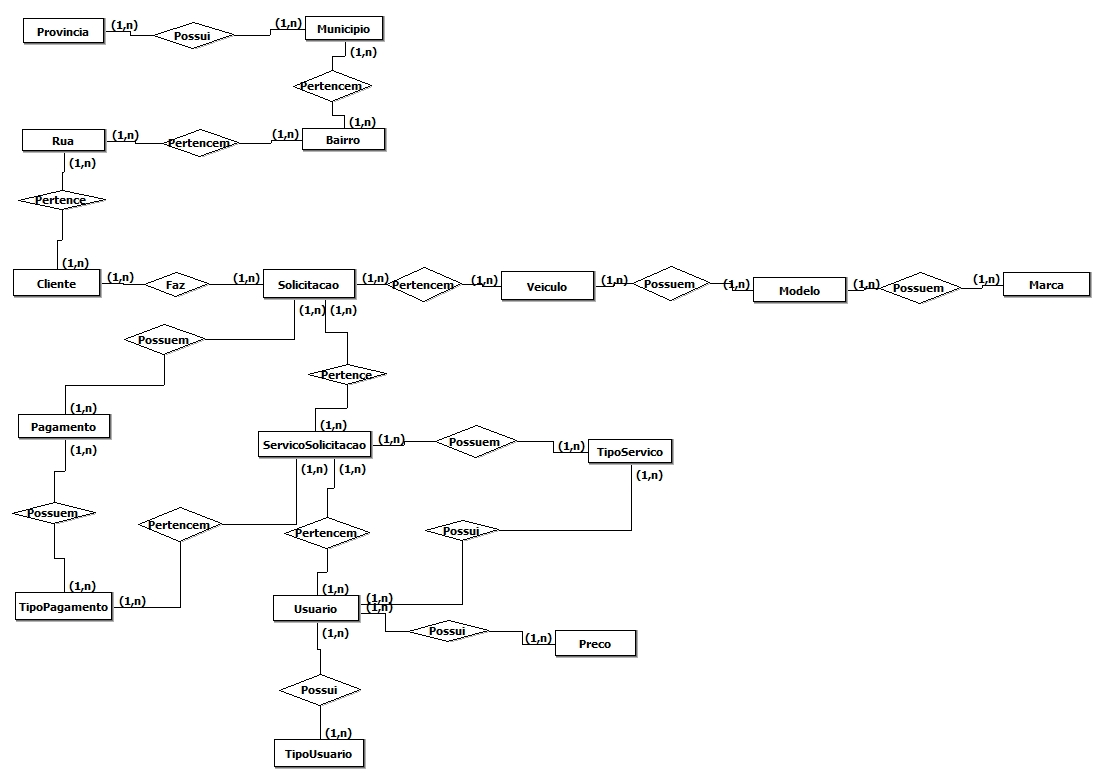 Provincia (1,n) Possui (1,n) Municipio
(1,n)
Pertencem
(1,n)
Rua (1,n) Pertencem (1,n) Bairro
(1,n)
Pertence
(1,n)
Cliente (1,n) Faz (1,n) Solicitacao (1,n) Pertencem (1,n) Veiculo (1,n) Possuem (1,n) Modelo (1,n) Possuem (1,n) Marca
(1,n) (1,n)
Possuem
Pertence
(1,n) (1,n)
Pagamento ServicoSolicitacao (1,n) Possuem (1,n) TipoServico
(1,n) (1,n) (1,n) (1,n)
Possuem Pertencem Pertencem Possui
(1,n) (1,n) (1,n)
TipoPagamento (1,n) Usuario (1,n)
(1,n) Possui (1,n) Preco
Possui
(1,n)
TipoUsuario